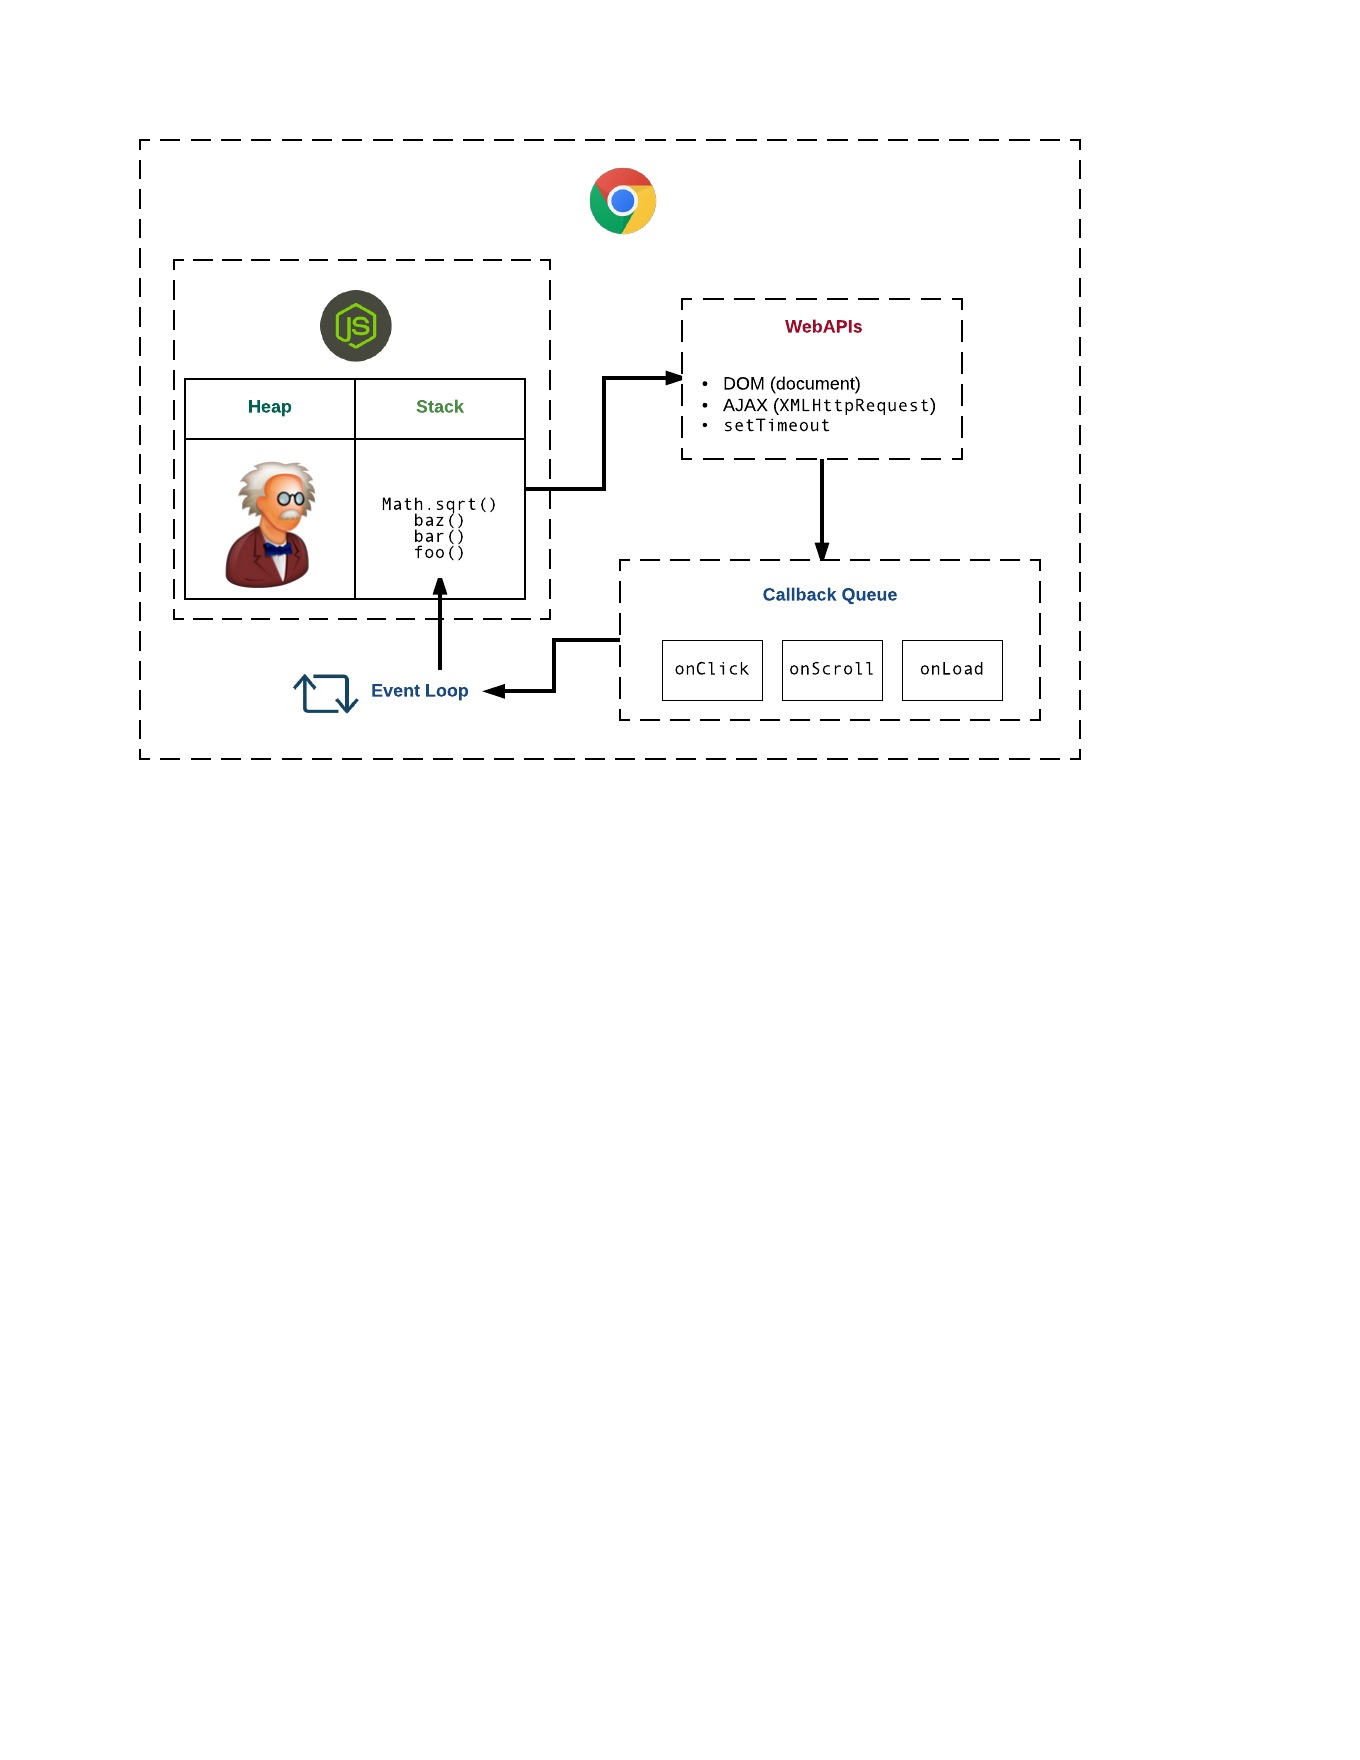 JS
Heap
Stack
Math.sqrt()
baz()
bar()
foo()
WebAPIs
• DOM (document)
• AJAX (XMLHttpRequest)
• setTimeout
Callback Queue
onClick
onScroll
onLoad
Event Loop